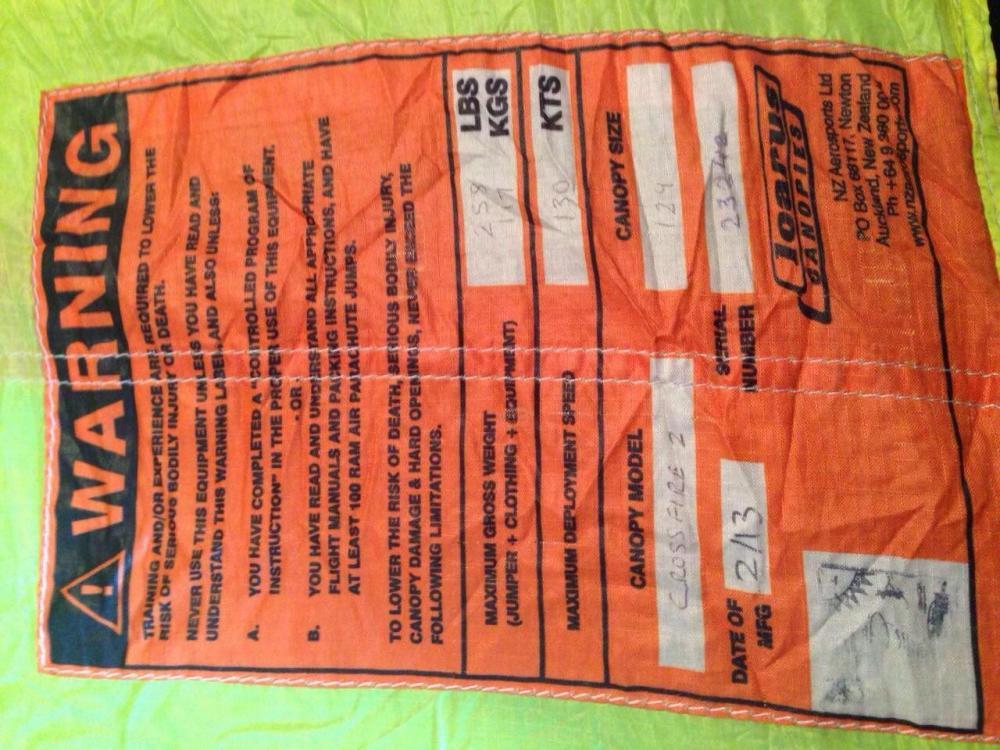 WARNING
TRAINING AND/OR EXPERIENCE ARE REQUIRED TO LOWER THE
RISK OF SERIOUS BODILY INJURY OR DEATH.
NEVER USE THIS EQUIPMENT UNLESS YOU HAVE READ AND
UNDERSTAND THIS WARNING LABEL AND ALSO UNLESS:
A. YOU HAVE COMPLETED A "CONTROLLED PROGRAM OF
INSTRUCTION" IN THE PROPER USE OF THIS EQUIPMENT,
- OR -
B. YOU HAVE READ AND UNDERSTAND ALL APPROPRIATE
FLIGHT MANUALS AND PACKING INSTRUCTIONS, AND HAVE
AT LEAST 100 RAM AIR PARACHUTE JUMPS.
TO LOWER THE RISK OF DEATH, SERIOUS BODILY INJURY,
CANOPY DAMAGE & HARD OPENINGS, NEVER EXCEED THE
FOLLOWING LIMITATIONS.
MAXIMUM GROSS WEIGHT 258 LBS
(JUMPER + CLOTHING + EQUIPMENT) KGS
MAXIMUM DEPLOYMENT SPEED 130 KTS
CANOPY MODEL CANOPY SIZE
CROSSFIRE 2 129
DATE OF MFG 2/13 SERIAL NUMBER
Icarus
CANOPIES
NZ Aerosports Ltd
PO Box 68117, Newton
Auckland, New Zealand